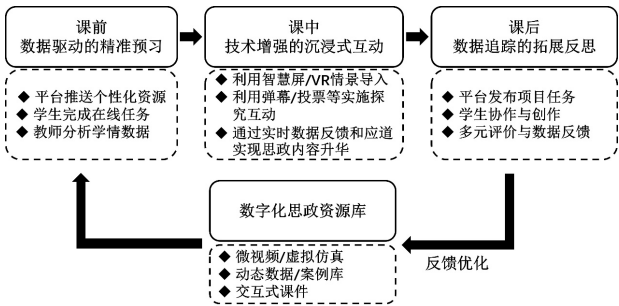 课前
数据驱动的精准预习
◆ 平台推送个性化资源
◆ 学生完成在线任务
◆ 教师分析学情数据
课中
技术增强的沉浸式互动
◆ 利用智慧屏/VR情景导入
◆ 利用弹幕/投票等实施探
究互动
◆ 通过实时数据反馈和应道
实现思政内容升华
课后
数据追踪的拓展反思
◆ 平台发布项目任务
◆ 学生协作与创作
◆ 多元评价与数据反馈
数字化思政资源库
◆ 微视频/虚拟仿真
◆ 动态数据/案例库
◆ 交互式课件
反馈优化